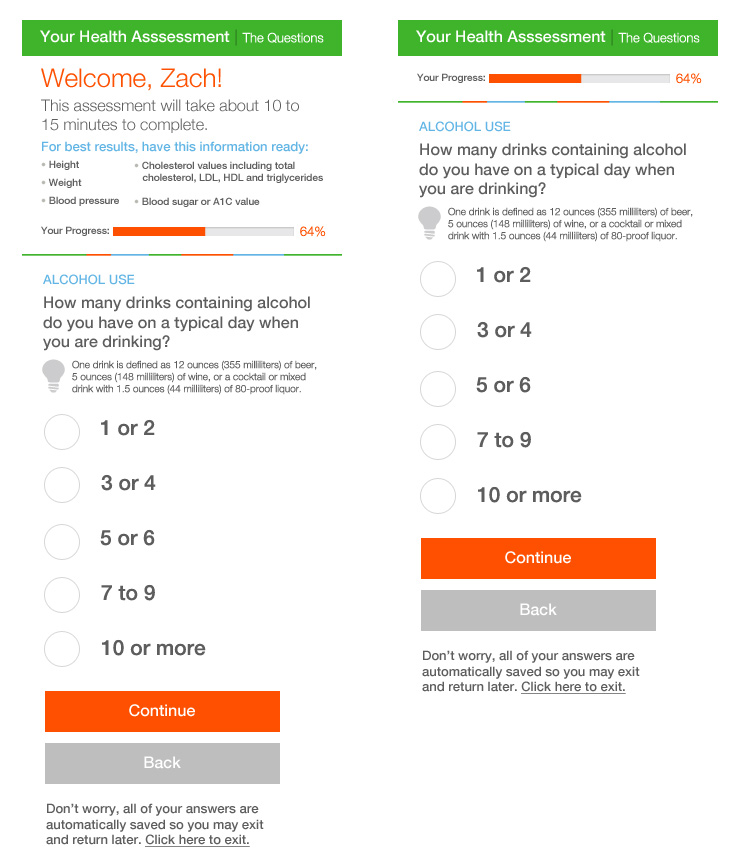 Your Health Asssessment | The Questions
Welcome, Zach!
This assessment will take about 10 to
15 minutes to complete.
For best results, have this information ready:
• Height
• Weight
• Blood pressure
• Cholesterol values including total
cholesterol, LDL, HDL and triglycerides
• Blood sugar or A1C value
Your Progress: 64%
ALCOHOL USE
How many drinks containing alcohol
do you have on a typical day when
you are drinking?
One drink is defined as 12 ounces (355 milliliters) of beer,
5 ounces (148 milliliters) of wine, or a cocktail or mixed
drink with 1.5 ounces (44 milliliters) of 80-proof liquor.
1 or 2
3 or 4
5 or 6
7 to 9
10 or more
Continue
Back
Don't worry, all of your answers are
automatically saved so you may exit
and return later. Click here to exit.
Your Health Asssessment | The Questions
Your Progress: 64%
ALCOHOL USE
How many drinks containing alcohol
do you have on a typical day when
you are drinking?
One drink is defined as 12 ounces (355 milliliters) of beer,
5 ounces (148 milliliters) of wine, or a cocktail or mixed
drink with 1.5 ounces (44 milliliters) of 80-proof liquor.
1 or 2
3 or 4
5 or 6
7 to 9
10 or more
Continue
Back
Don't worry, all of your answers are
automatically saved so you may exit
and return later. Click here to exit.